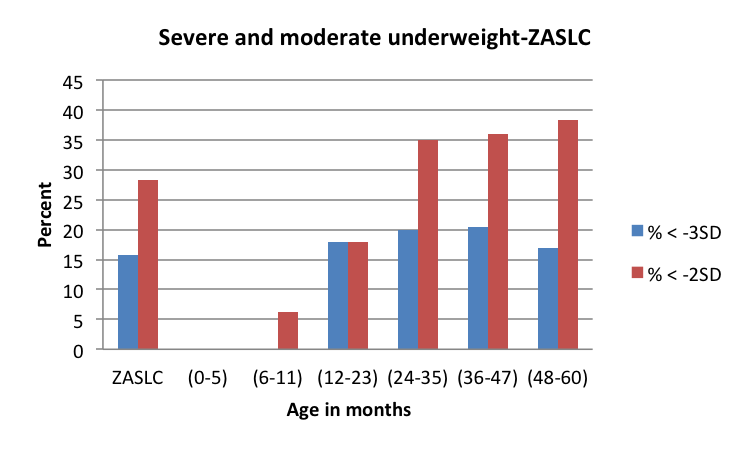 Severe and moderate underweight-ZASLC
45
40
35
30
25
20
15
10
5
0
Percent
% < -3SD
% < -2SD
ZASLC (0-5) (6-11) (12-23) (24-35) (36-47) (48-60)
Age in months